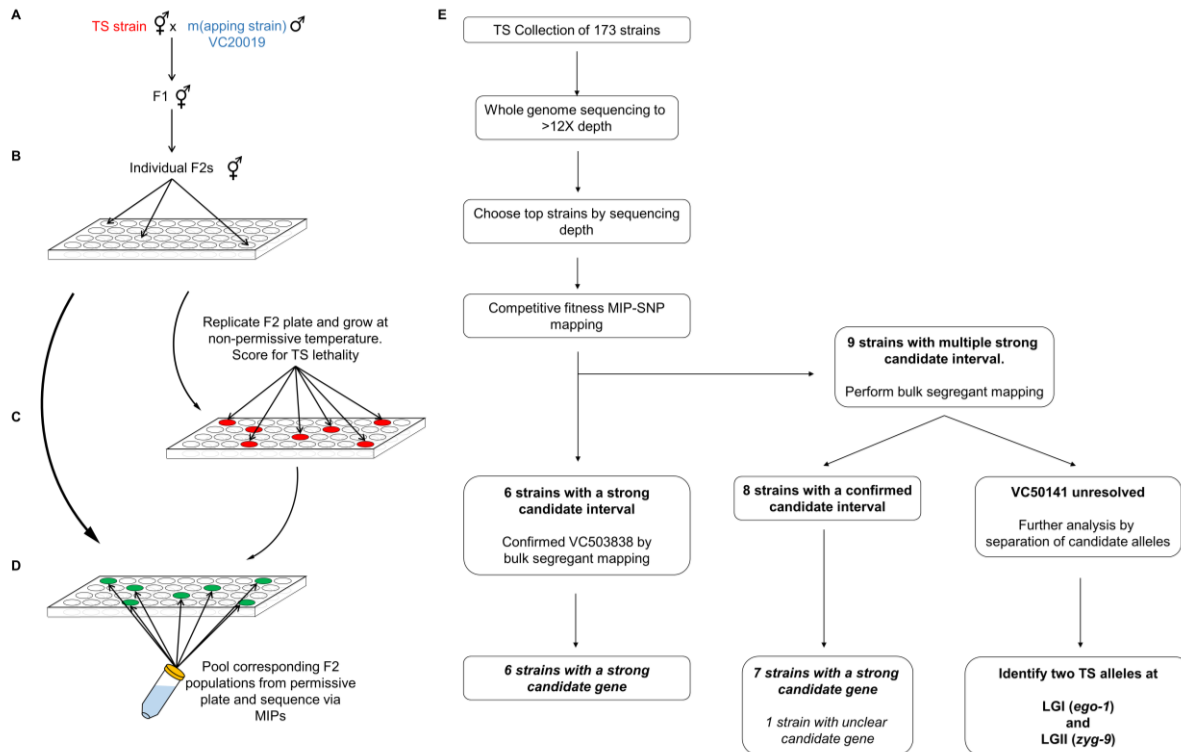 A
TS strain x m(apping strain)
VC20019
F1
B
Individual F2s
Replicate F2 plate and grow at
non-permissive temperature.
Score for TS lethality
C
D
Pool corresponding F2
populations from permissive
plate and sequence via
MIPs
E
TS Collection of 173 strains
Whole genome sequencing to
>12X depth
Choose top strains by sequencing
depth
Competitive fitness MIP-SNP
mapping
9 strains with multiple strong
candidate interval.
Perform bulk segregant mapping
6 strains with a strong
candidate interval
Confirmed VC503838 by
bulk segregant mapping
8 strains with a confirmed
candidate interval
VC50141 unresolved
Further analysis by
separation of candidate alleles
6 strains with a strong
candidate gene
7 strains with a strong
candidate gene
1 strain with unclear
candidate gene
Identify two TS alleles at
LGI (ego-1)
and
LGII (zyg-9)